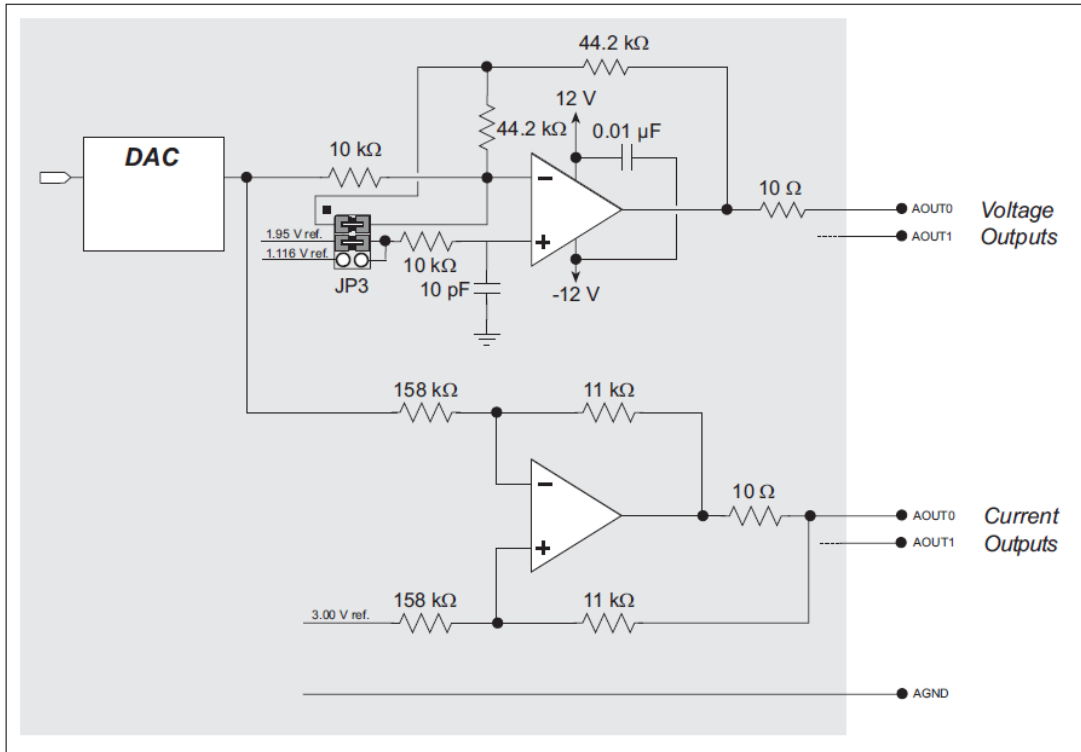 44.2 kΩ
12 V
0.01 µF
44.2 kΩ
DAC
10 kΩ
−
+
10 Ω
AOUT0
AOUT1
Voltage
Outputs
1.95 V ref.
1.116 V ref.
JP3
10 kΩ
10 pF
-12 V
158 kΩ
11 kΩ
−
+
10 Ω
AOUT0
AOUT1
Current
Outputs
3.00 V ref.
158 kΩ
11 kΩ
AGND